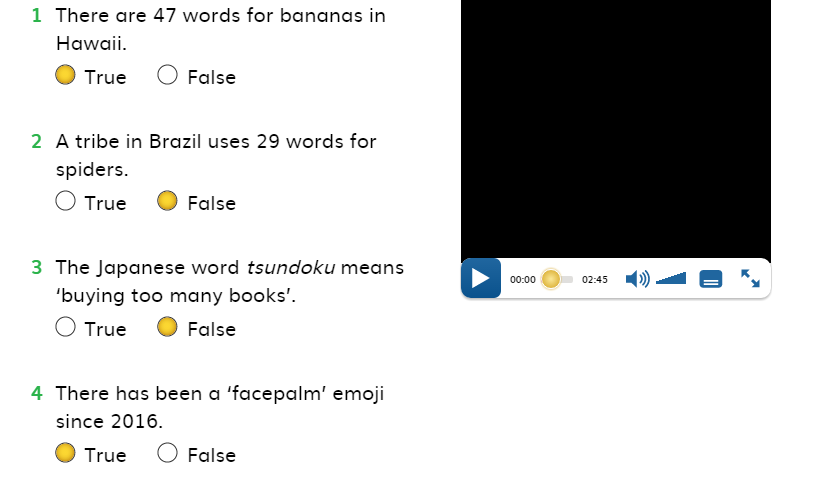 1 There are 47 words for bananas in
Hawaii.
True False
2 A tribe in Brazil uses 29 words for
spiders.
True False
3 The Japanese word tsundoku means
‘buying too many books’.
True False
4 There has been a ‘facepalm’ emoji
since 2016.
True False
00:00 02:45